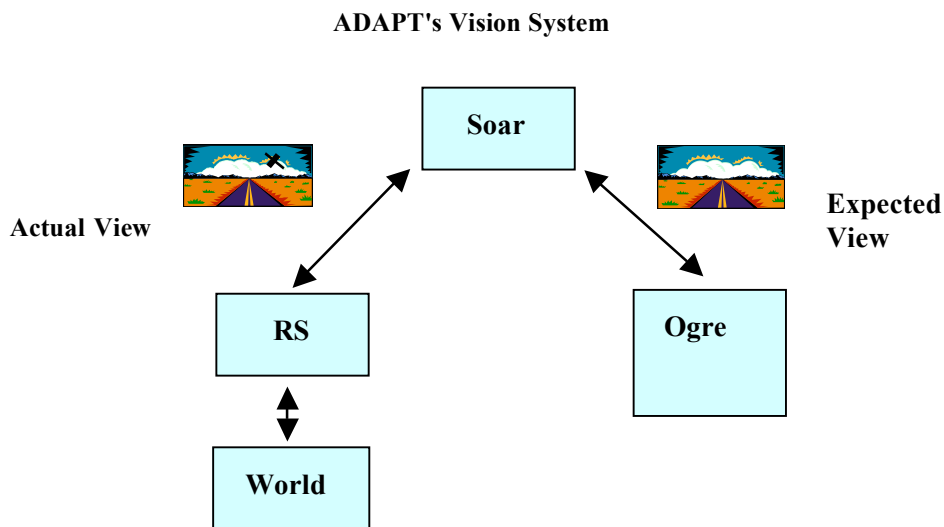 ADAPT's Vision System
Soar
Actual View
Expected
View
RS
Ogre
World